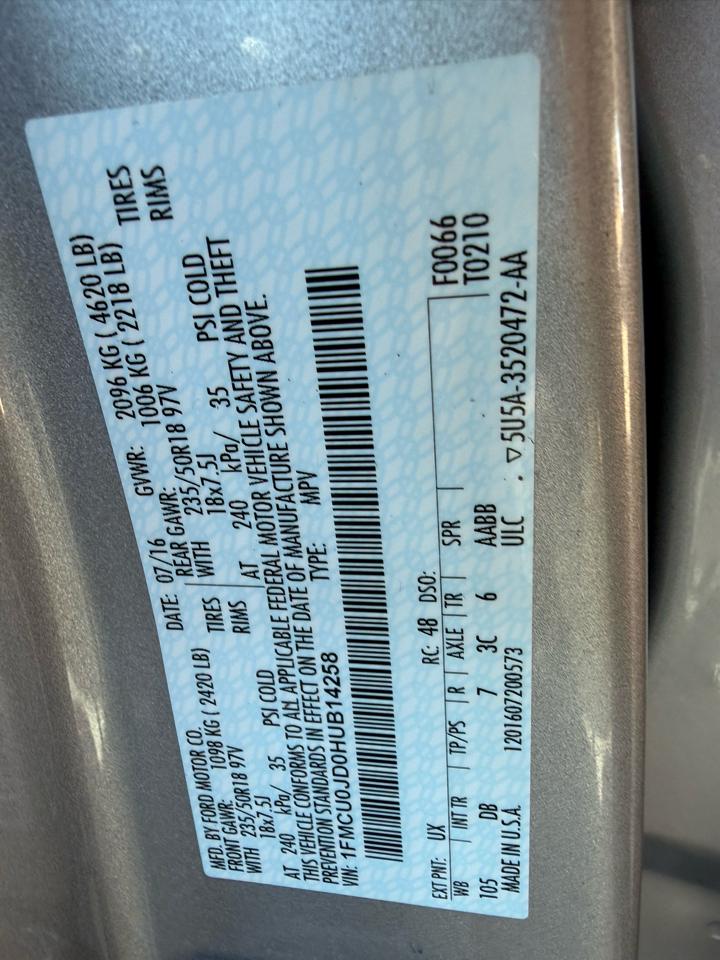 MFD. BY FORD MOTOR CO.
DATE: 07/16 GVWR: 2096 KG ( 4620 LB)
FRONT GAWR: 1098 KG ( 2420 LB)
REAR GAWR: 1006 KG ( 2218 LB)
WITH 235/50R18 97V TIRES
WITH 235/50R18 97V TIRES
18x7.5J RIMS
18x7.5J RIMS
AT 240 kPa/ 35 PSI COLD
AT 240 kPa/ 35 PSI COLD
THIS VEHICLE CONFORMS TO ALL APPLICABLE FEDERAL MOTOR VEHICLE SAFETY AND THEFT
PREVENTION STANDARDS IN EFFECT ON THE DATE OF MANUFACTURE SHOWN ABOVE.
VIN: 1FMCU0JD0HUB14258 TYPE: MPV
EXT PNT: UX RC: 48 DSO: F0066
WB INT TR TP/PS R AXLE TR SPR T0210
105 DB 7 3C 6 AABB
MADE IN U.S.A. 1201607200573 ULC . ▽5U5A-3520472-AA